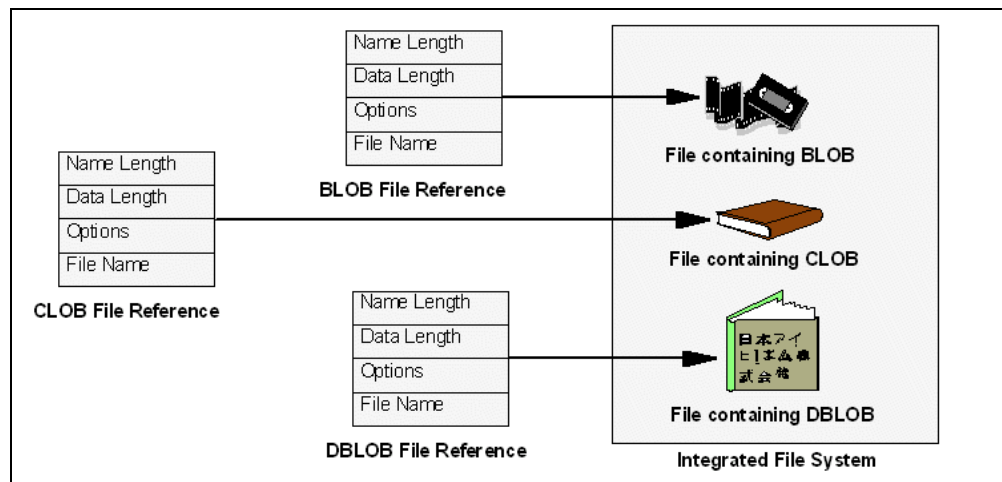 Name Length
Data Length
Options
File Name
BLOB File Reference
File containing BLOB
Name Length
Data Length
Options
File Name
CLOB File Reference
File containing CLOB
Name Length
Data Length
Options
File Name
DBLOB File Reference
日本アイ
式会
File containing DBLOB
Integrated File System